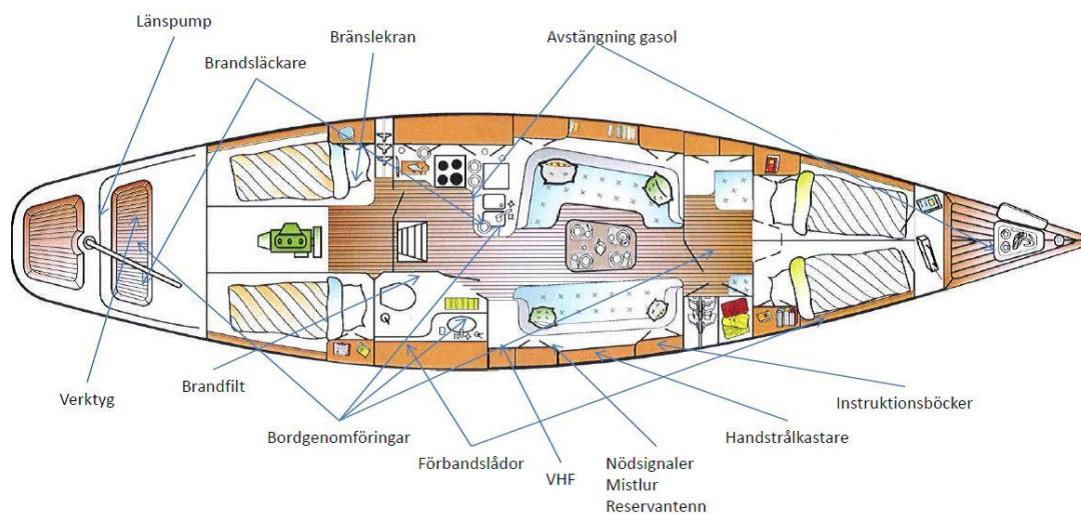 Länspump
Bränslekran
Avstängning gasol
Brandsläckare
Verktyg
Brandfilt
Bordgenomföringar
Förbandslådor
VHF
Nödsignaler
Mistlur
Reservantenn
Handstrålkastare
Instruktionsböcker